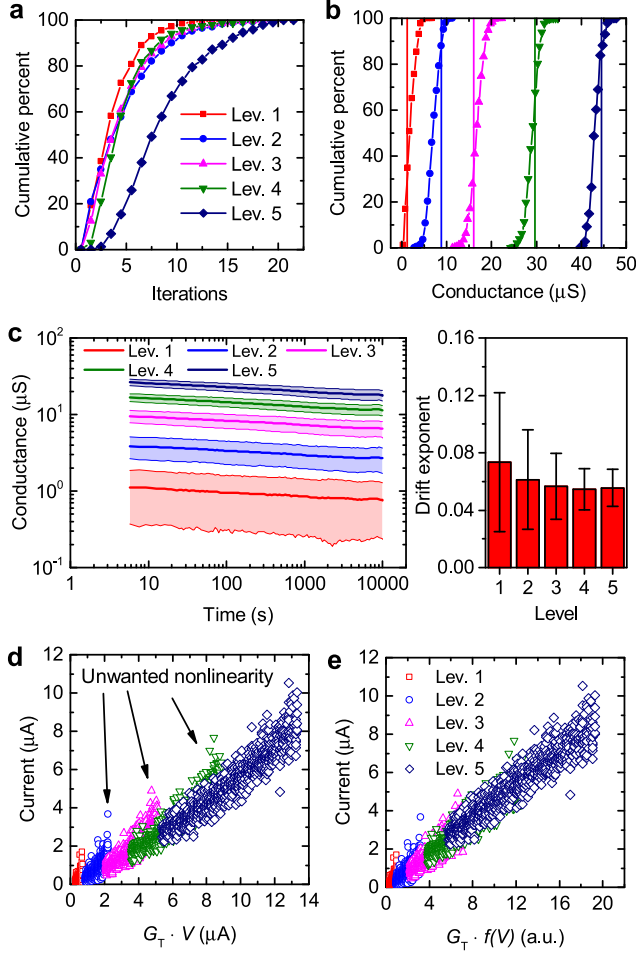 a
100
80
60
40
20
0
Cumulative percent
0 5 10 15 20
Iterations
Lev. 1
Lev. 2
Lev. 3
Lev. 4
Lev. 5
b
100
80
60
40
20
0
Cumulative percent
0 10 20 30 40 50
Conductance (μS)
c
Lev. 1 Lev. 2 Lev. 3
Lev. 4 Lev. 5
10²
10¹
10⁰
10⁻¹
Conductance (μS)
1 10 100 1000 10000
Time (s)
0.16
0.12
0.08
0.04
0.00
Drift exponent
1 2 3 4 5
Level
d
Unwanted nonlinearity
12
10
8
6
4
2
0
Current (μA)
0 2 4 6 8 10 12 14
G_T · V (μA)
e
12
10
8
6
4
2
0
Current (μA)
Lev. 1
Lev. 2
Lev. 3
Lev. 4
Lev. 5
0 4 8 12 16 20
G_T · f(V) (a.u.)